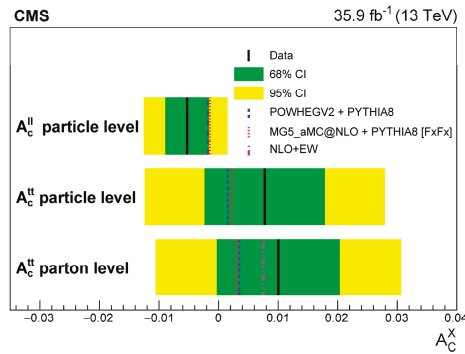 CMS 35.9 fb⁻¹ (13 TeV)
Data
68% CI
95% CI
POWHEGV2 + PYTHIA8
MG5_aMC@NLO + PYTHIA8 [FxFx]
NLO+EW
A_c^ll particle level
A_c^tt particle level
A_c^tt parton level
−0.03 −0.02 −0.01 0 0.01 0.02 0.03 0.04
A_C^X